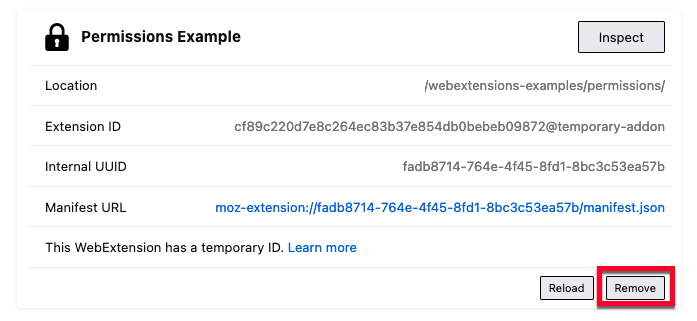 Permissions Example
Inspect
Location /webextensions-examples/permissions/
Extension ID cf89c220d7e8c264ec83b37e854db0bebeb09872@temporary-addon
Internal UUID fadb8714-764e-4f45-8fd1-8bc3c53ea57b
Manifest URL moz-extension://fadb8714-764e-4f45-8fd1-8bc3c53ea57b/manifest.json
This WebExtension has a temporary ID. Learn more
Reload Remove